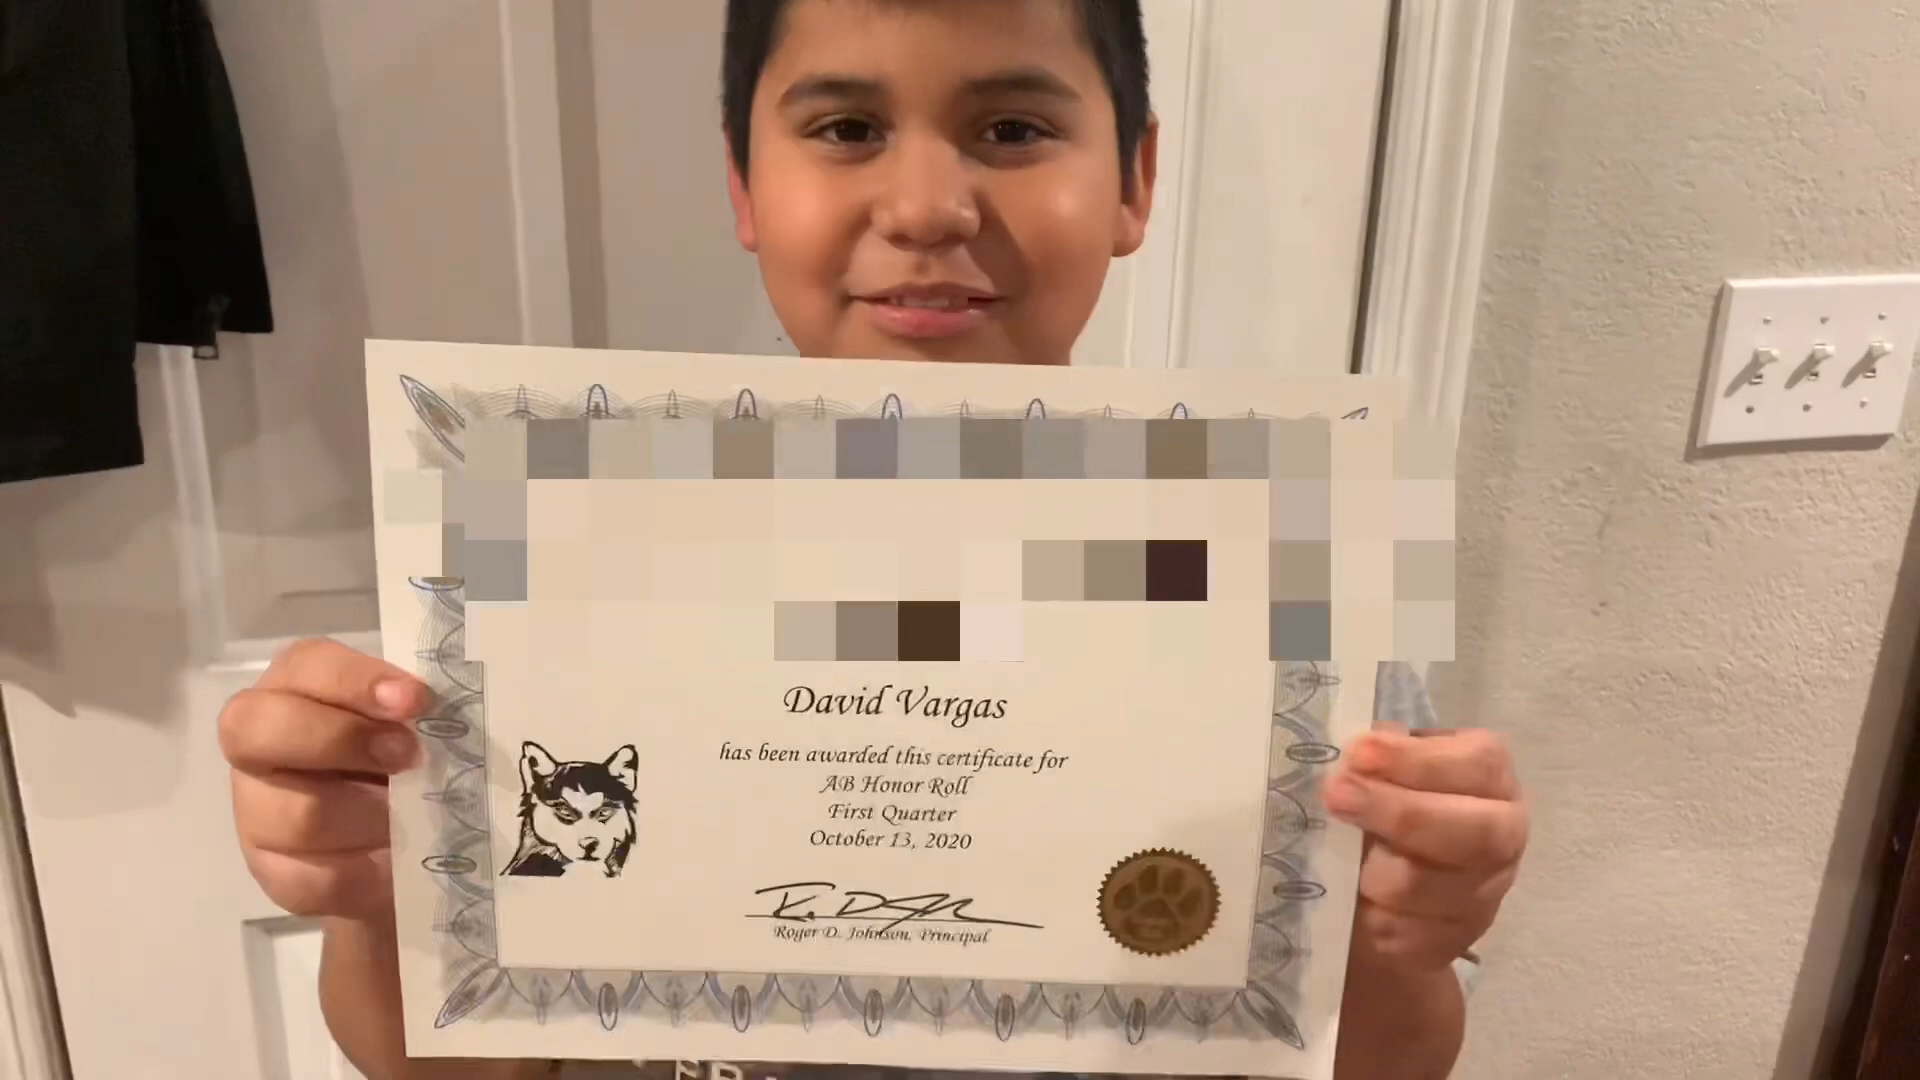 David Vargas
has been awarded this certificate for
AB Honor Roll
First Quarter
October 13, 2020
Roger D. Johnson, Principal